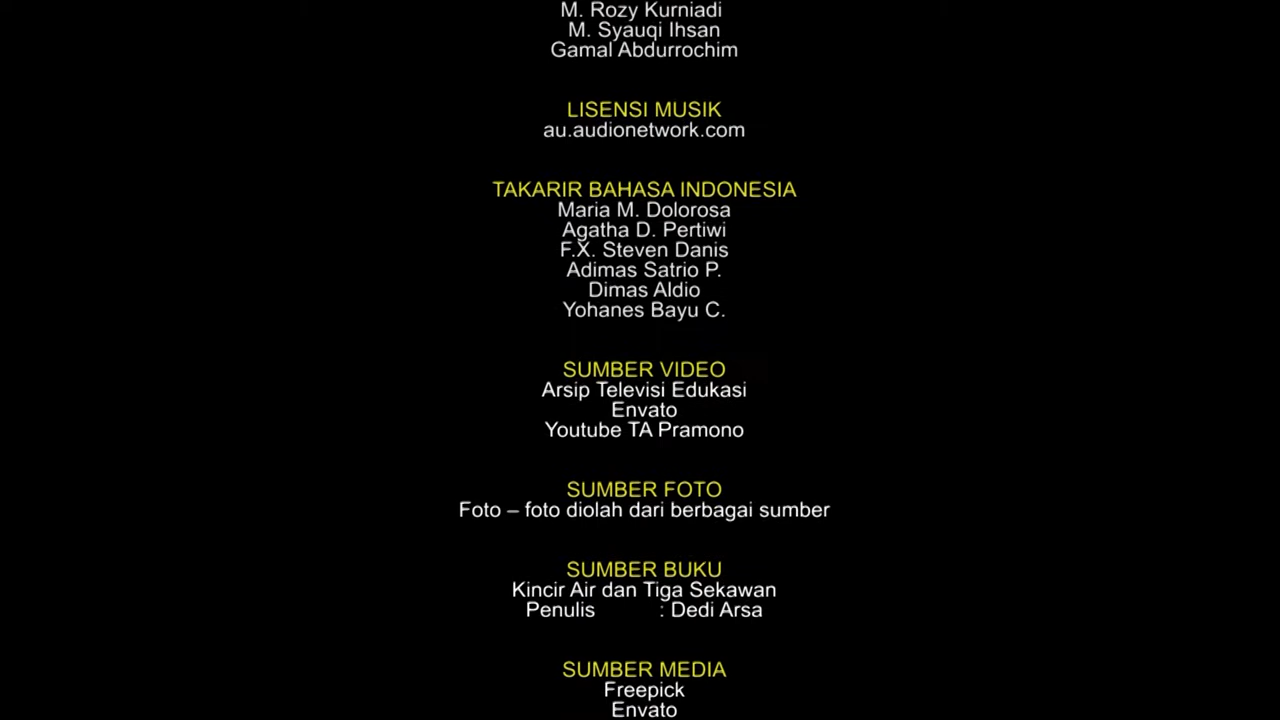 M. Rozy Kurniadi
M. Syauqi Ihsan
Gamal Abdurrochim
LISENSI MUSIK
au.audionetwork.com
TAKARIR BAHASA INDONESIA
Maria M. Dolorosa
Agatha D. Pertiwi
F.X. Steven Danis
Adimas Satrio P.
Dimas Aldio
Yohanes Bayu C.
SUMBER VIDEO
Arsip Televisi Edukasi
Envato
Youtube TA Pramono
SUMBER FOTO
Foto – foto diolah dari berbagai sumber
SUMBER BUKU
Kincir Air dan Tiga Sekawan
Penulis : Dedi Arsa
SUMBER MEDIA
Freepick
Envato